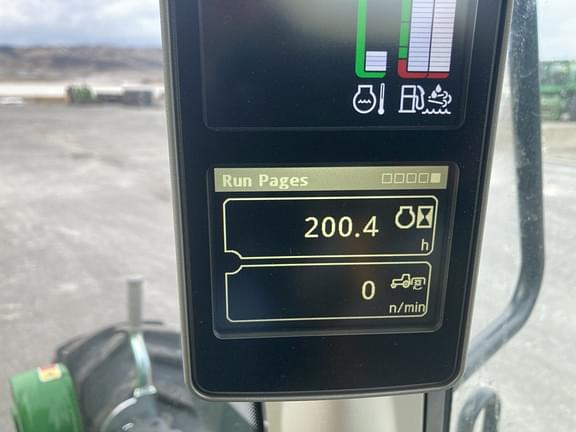 Run Pages
200.4
h
0
n/min